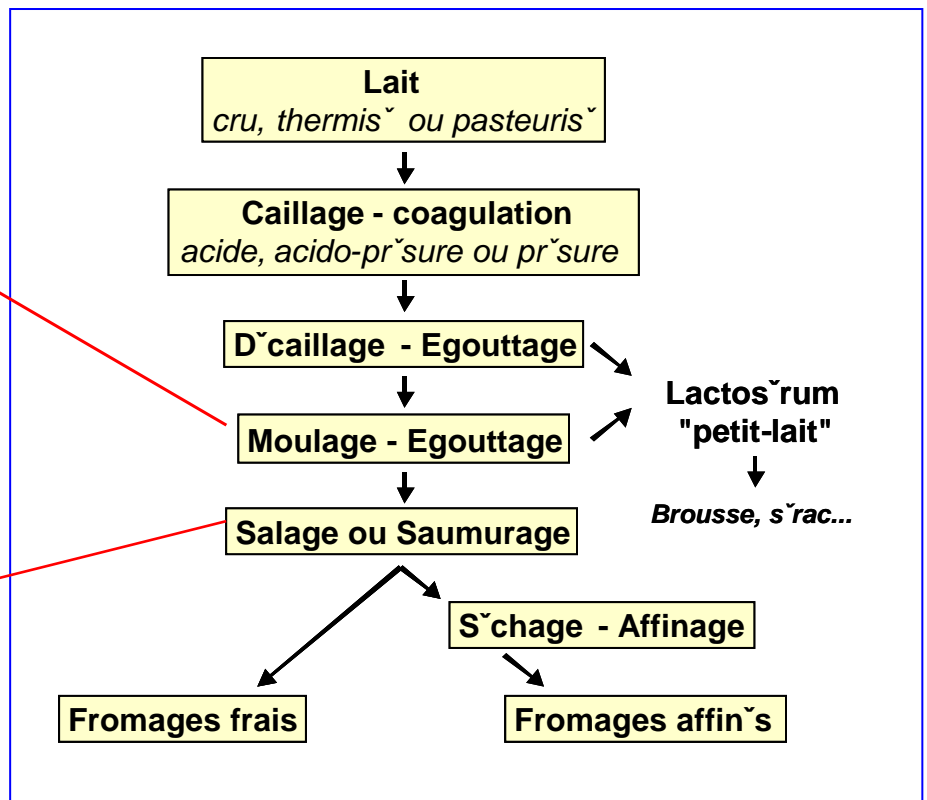 Lait
cru, thermisˇ ou pasteurisˇ
Caillage - coagulation
acide, acido-prˇsure ou prˇsure
Dˇcaillage - Egouttage
Lactosˇrum
"petit-lait"
Moulage - Egouttage
Brousse, sˇrac...
Salage ou Saumurage
Sˇchage - Affinage
Fromages frais
Fromages affinˇs